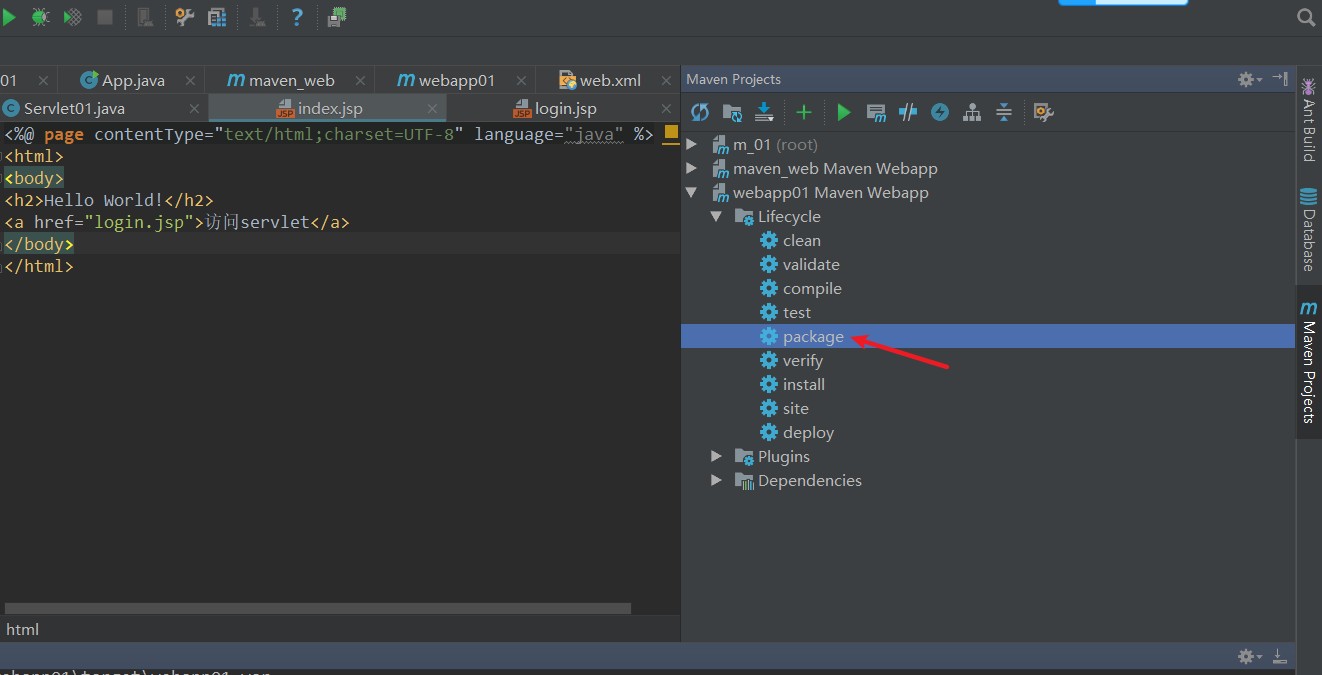 01
App.java
maven_web
webapp01
web.xml
Servlet01.java
index.jsp
login.jsp
<%@ page contentType="text/html;charset=UTF-8" language="java" %>
<html>
<body>
<h2>Hello World!</h2>
<a href="login.jsp">访问servlet</a>
</body>
</html>
html
Maven Projects
m_01 (root)
maven_web Maven Webapp
webapp01 Maven Webapp
Lifecycle
clean
validate
compile
test
package
verify
install
site
deploy
Plugins
Dependencies
Ant Build
Database
Maven Projects